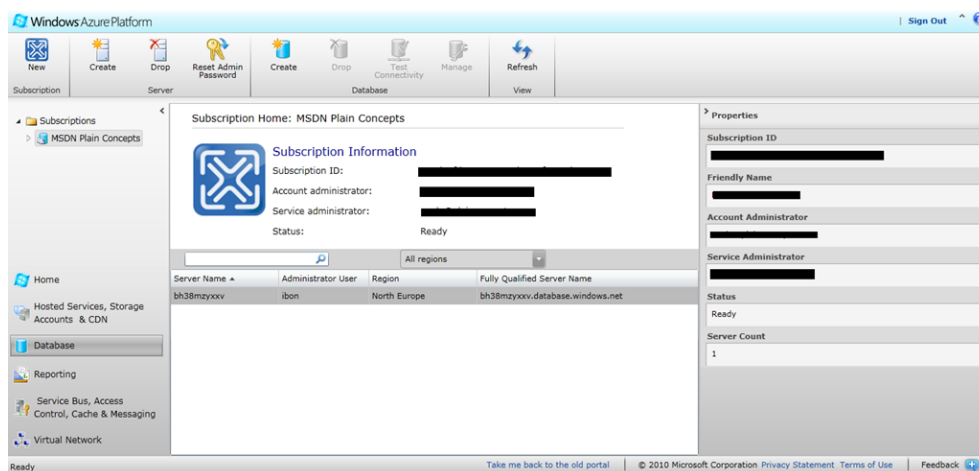 Windows Azure Platform
| Sign Out
New
Create
Drop
Reset Admin
Password
Create
Drop
Test
Connectivity
Manage
Refresh
Subscription
Server
Database
View
Subscriptions
MSDN Plain Concepts
Home
Hosted Services, Storage
Accounts & CDN
Database
Reporting
Service Bus, Access
Control, Cache & Messaging
Virtual Network
Subscription Home: MSDN Plain Concepts
Subscription Information
Subscription ID:
Account administrator:
Service administrator:
Status: Ready
All regions
Server Name Administrator User Region Fully Qualified Server Name
bh38mzyxxv ibon North Europe bh38mzyxxv.database.windows.net
Properties
Subscription ID
Friendly Name
Account Administrator
Service Administrator
Status
Ready
Server Count
1
Ready
Take me back to the old portal | © 2010 Microsoft Corporation Privacy Statement Terms of Use | Feedback